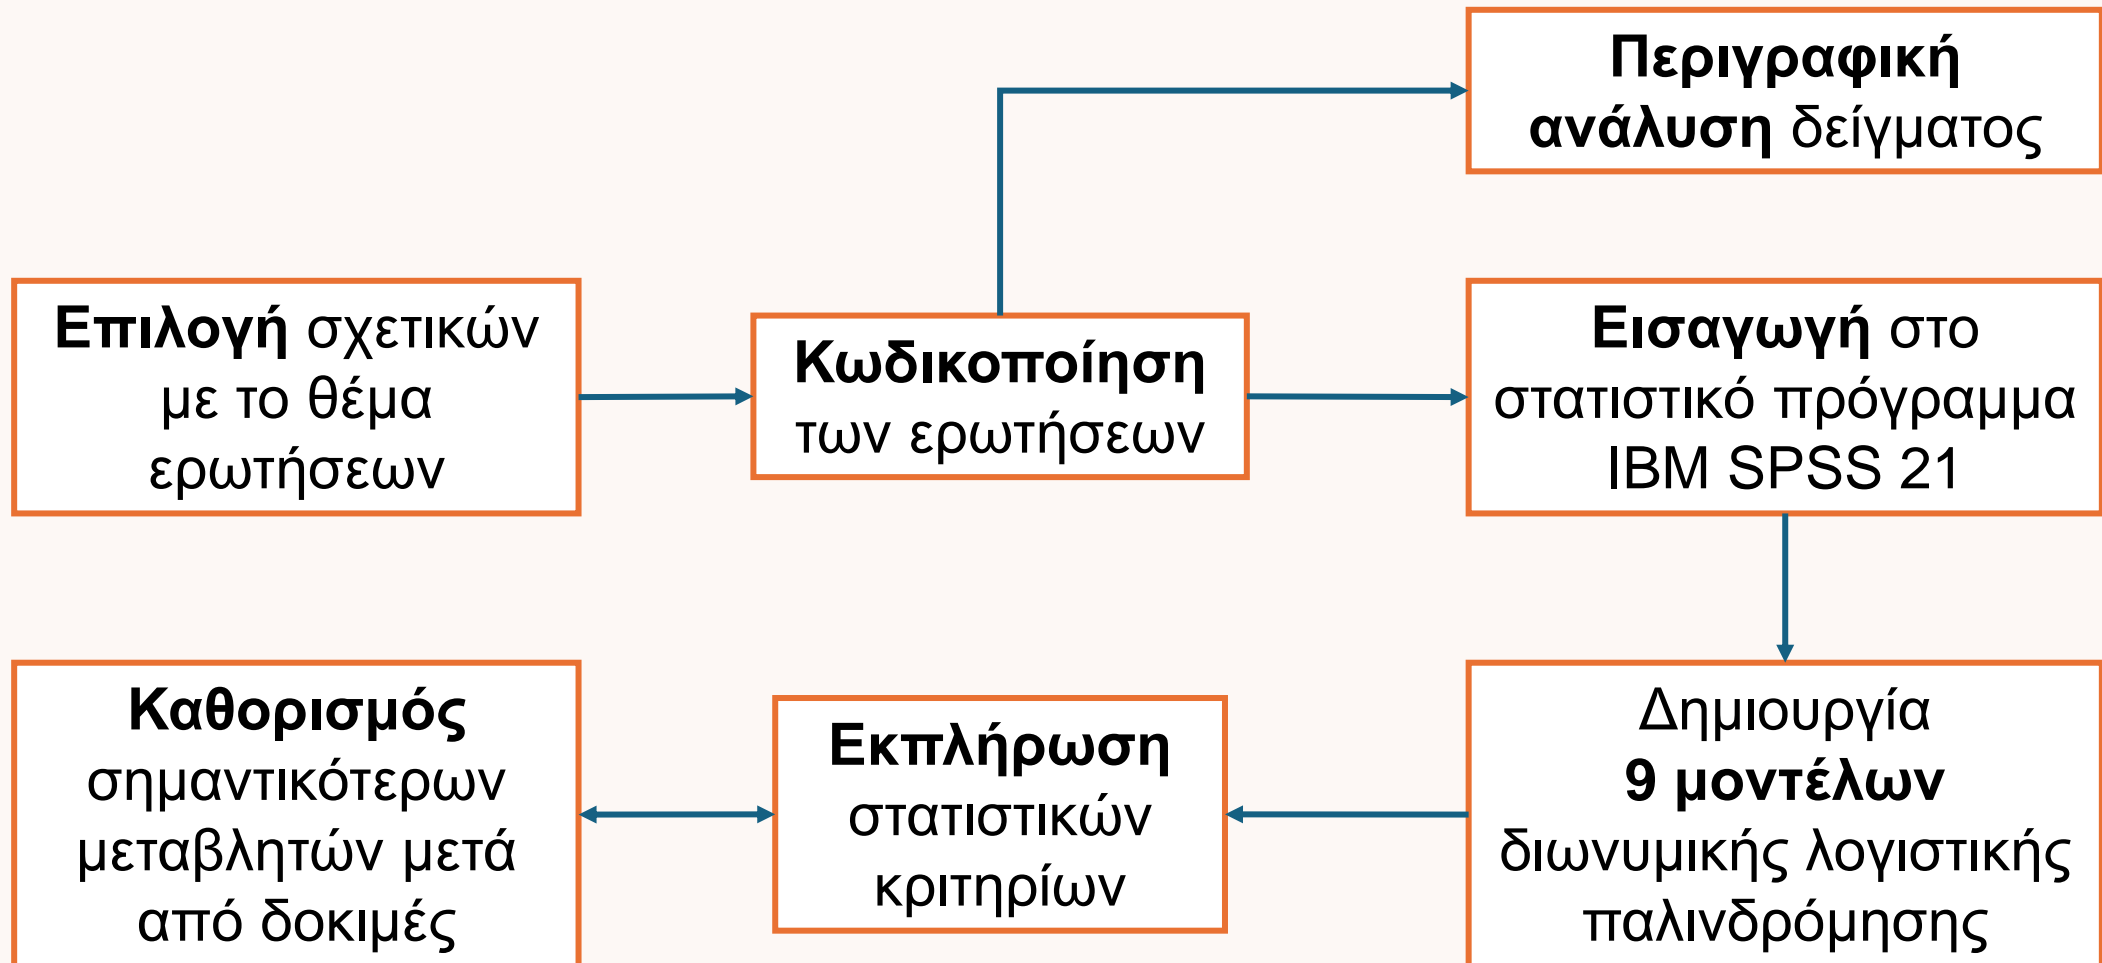 Περιγραφική
ανάλυση δείγματος
Επιλογή σχετικών
με το θέμα
ερωτήσεων
Κωδικοποίηση
των ερωτήσεων
Εισαγωγή στο
στατιστικό πρόγραμμα
IBM SPSS 21
Καθορισμός
σημαντικότερων
μεταβλητών μετά
από δοκιμές
Εκπλήρωση
στατιστικών
κριτηρίων
Δημιουργία
9 μοντέλων
διωνυμικής λογιστικής
παλινδρόμησης